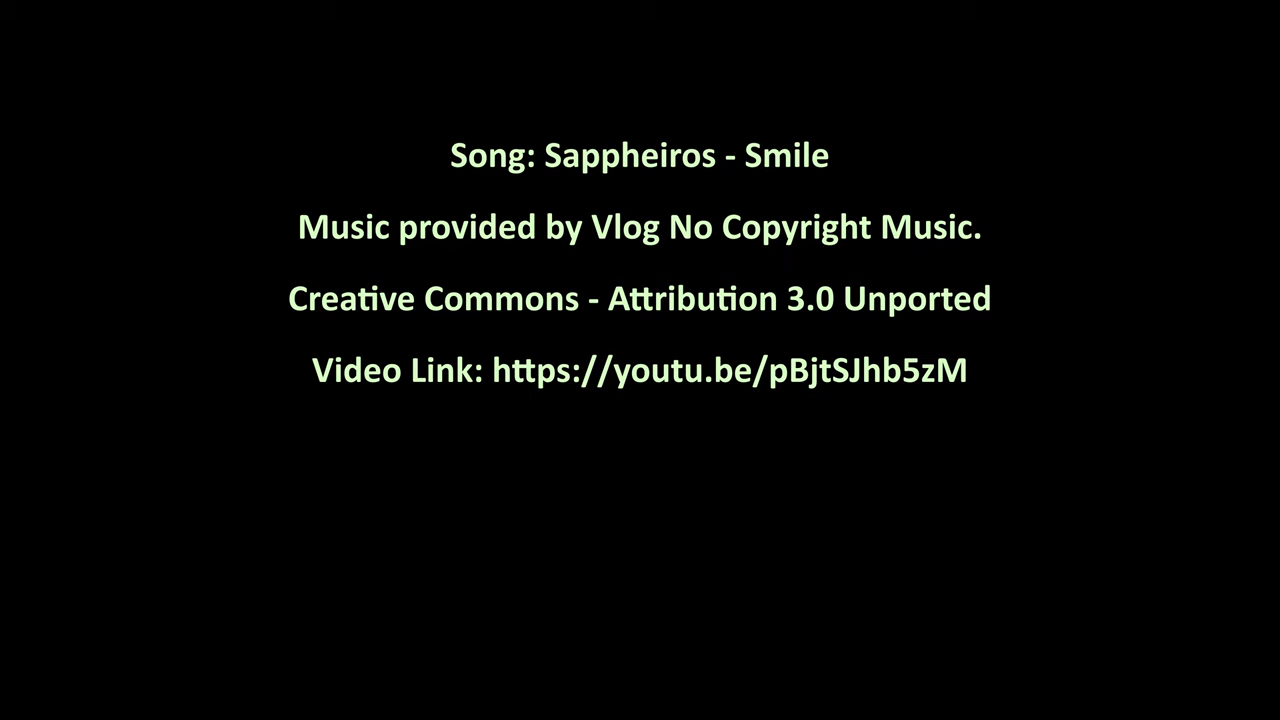 Song: Sappheiros - Smile
Music provided by Vlog No Copyright Music.
Creative Commons - Attribution 3.0 Unported
Video Link: https://youtu.be/pBjtSJhb5zM